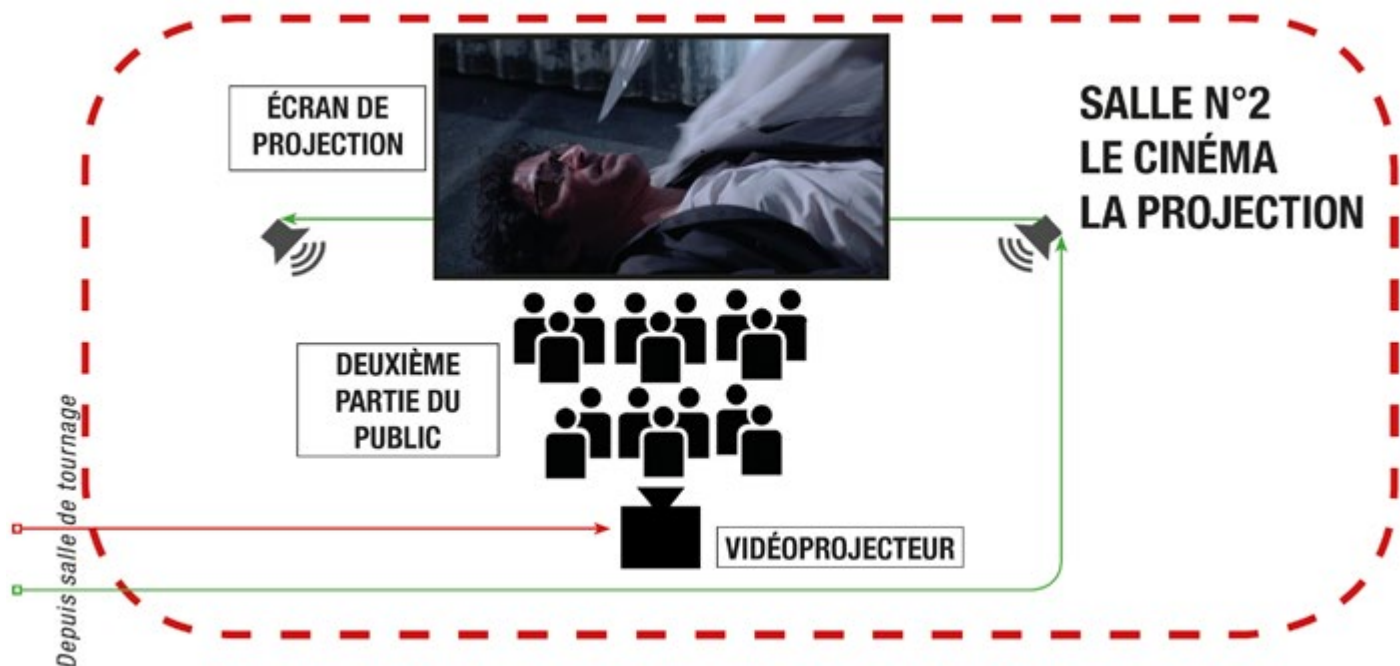 ÉCRAN DE
PROJECTION
SALLE N°2
LE CINÉMA
LA PROJECTION
DEUXIÈME
PARTIE DU
PUBLIC
Depuis salle de tournage
VIDÉOPROJECTEUR